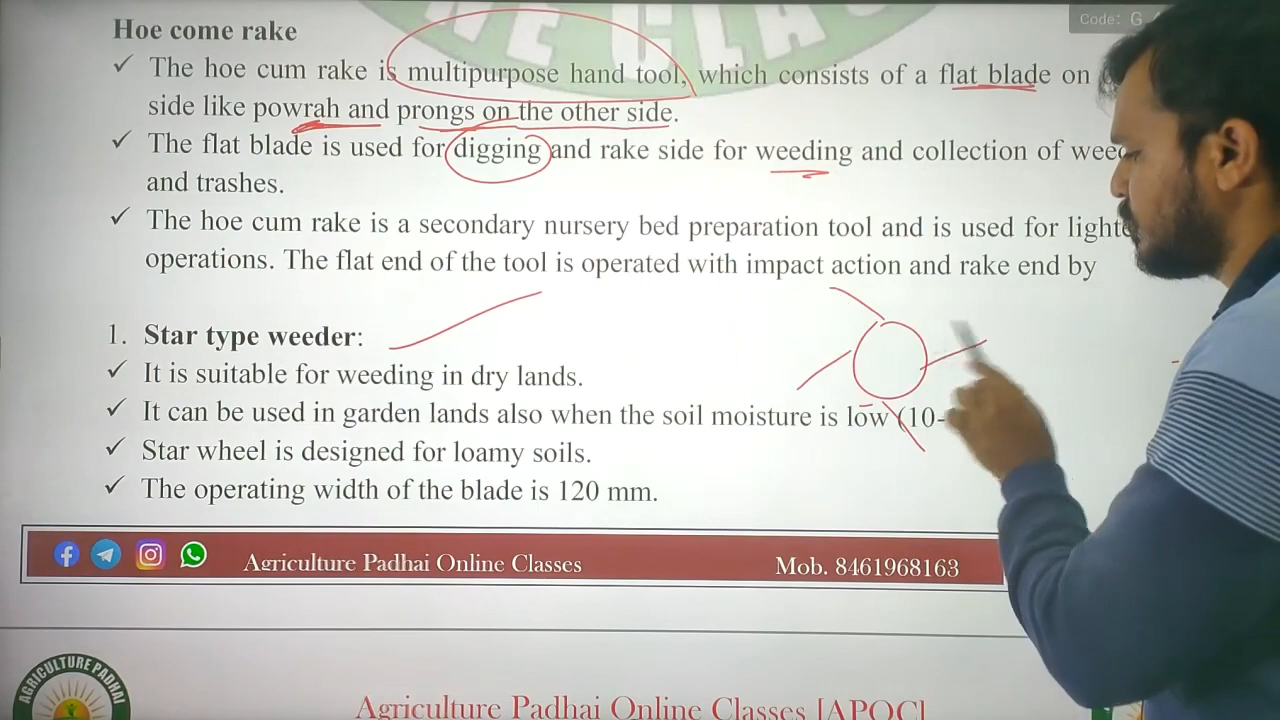 NE CLA
Code: G
Hoe come rake
✓ The hoe cum rake is multipurpose hand tool, which consists of a flat blade on
side like powrah and prongs on the other side.
✓ The flat blade is used for digging and rake side for weeding and collection of
and trashes.
✓ The hoe cum rake is a secondary nursery bed preparation tool and is used for
operations. The flat end of the tool is operated with impact action and rake end by
1. Star type weeder:
✓ It is suitable for weeding in dry lands.
✓ It can be used in garden lands also when the soil moisture is low (10-
✓ Star wheel is designed for loamy soils.
✓ The operating width of the blade is 120 mm.
Agriculture Padhai Online Classes Mob. 8461968163
AGRICULTURE PADHAI
Agriculture Padhai Online Classes [APOC]